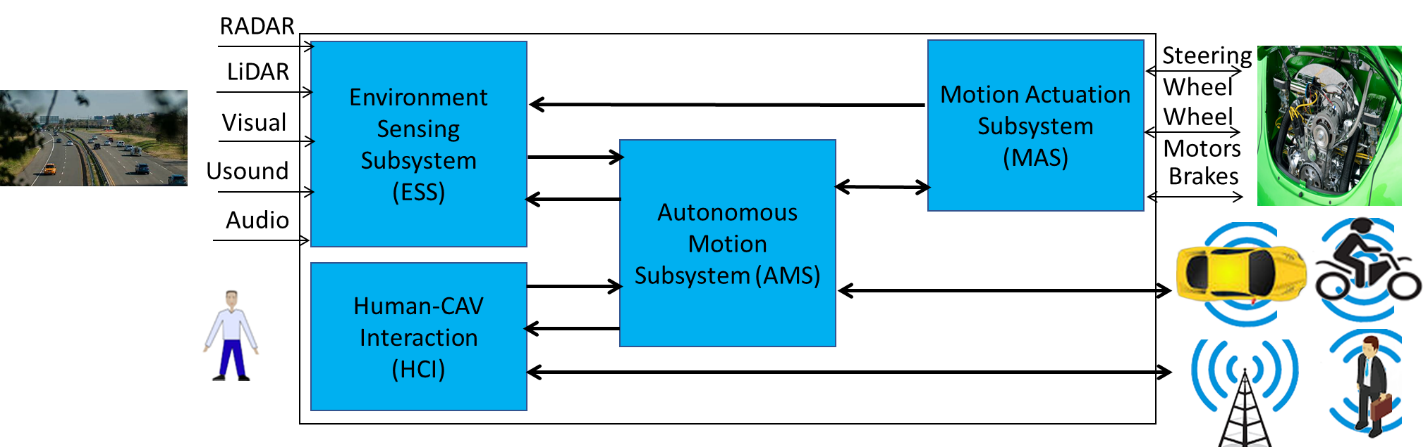 RADAR
LiDAR
Visual
Usound
Audio
Environment
Sensing
Subsystem
(ESS)
Human-CAV
Interaction
(HCI)
Autonomous
Motion
Subsystem (AMS)
Motion Actuation
Subsystem
(MAS)
Steering
Wheel
Wheel
Motors
Brakes